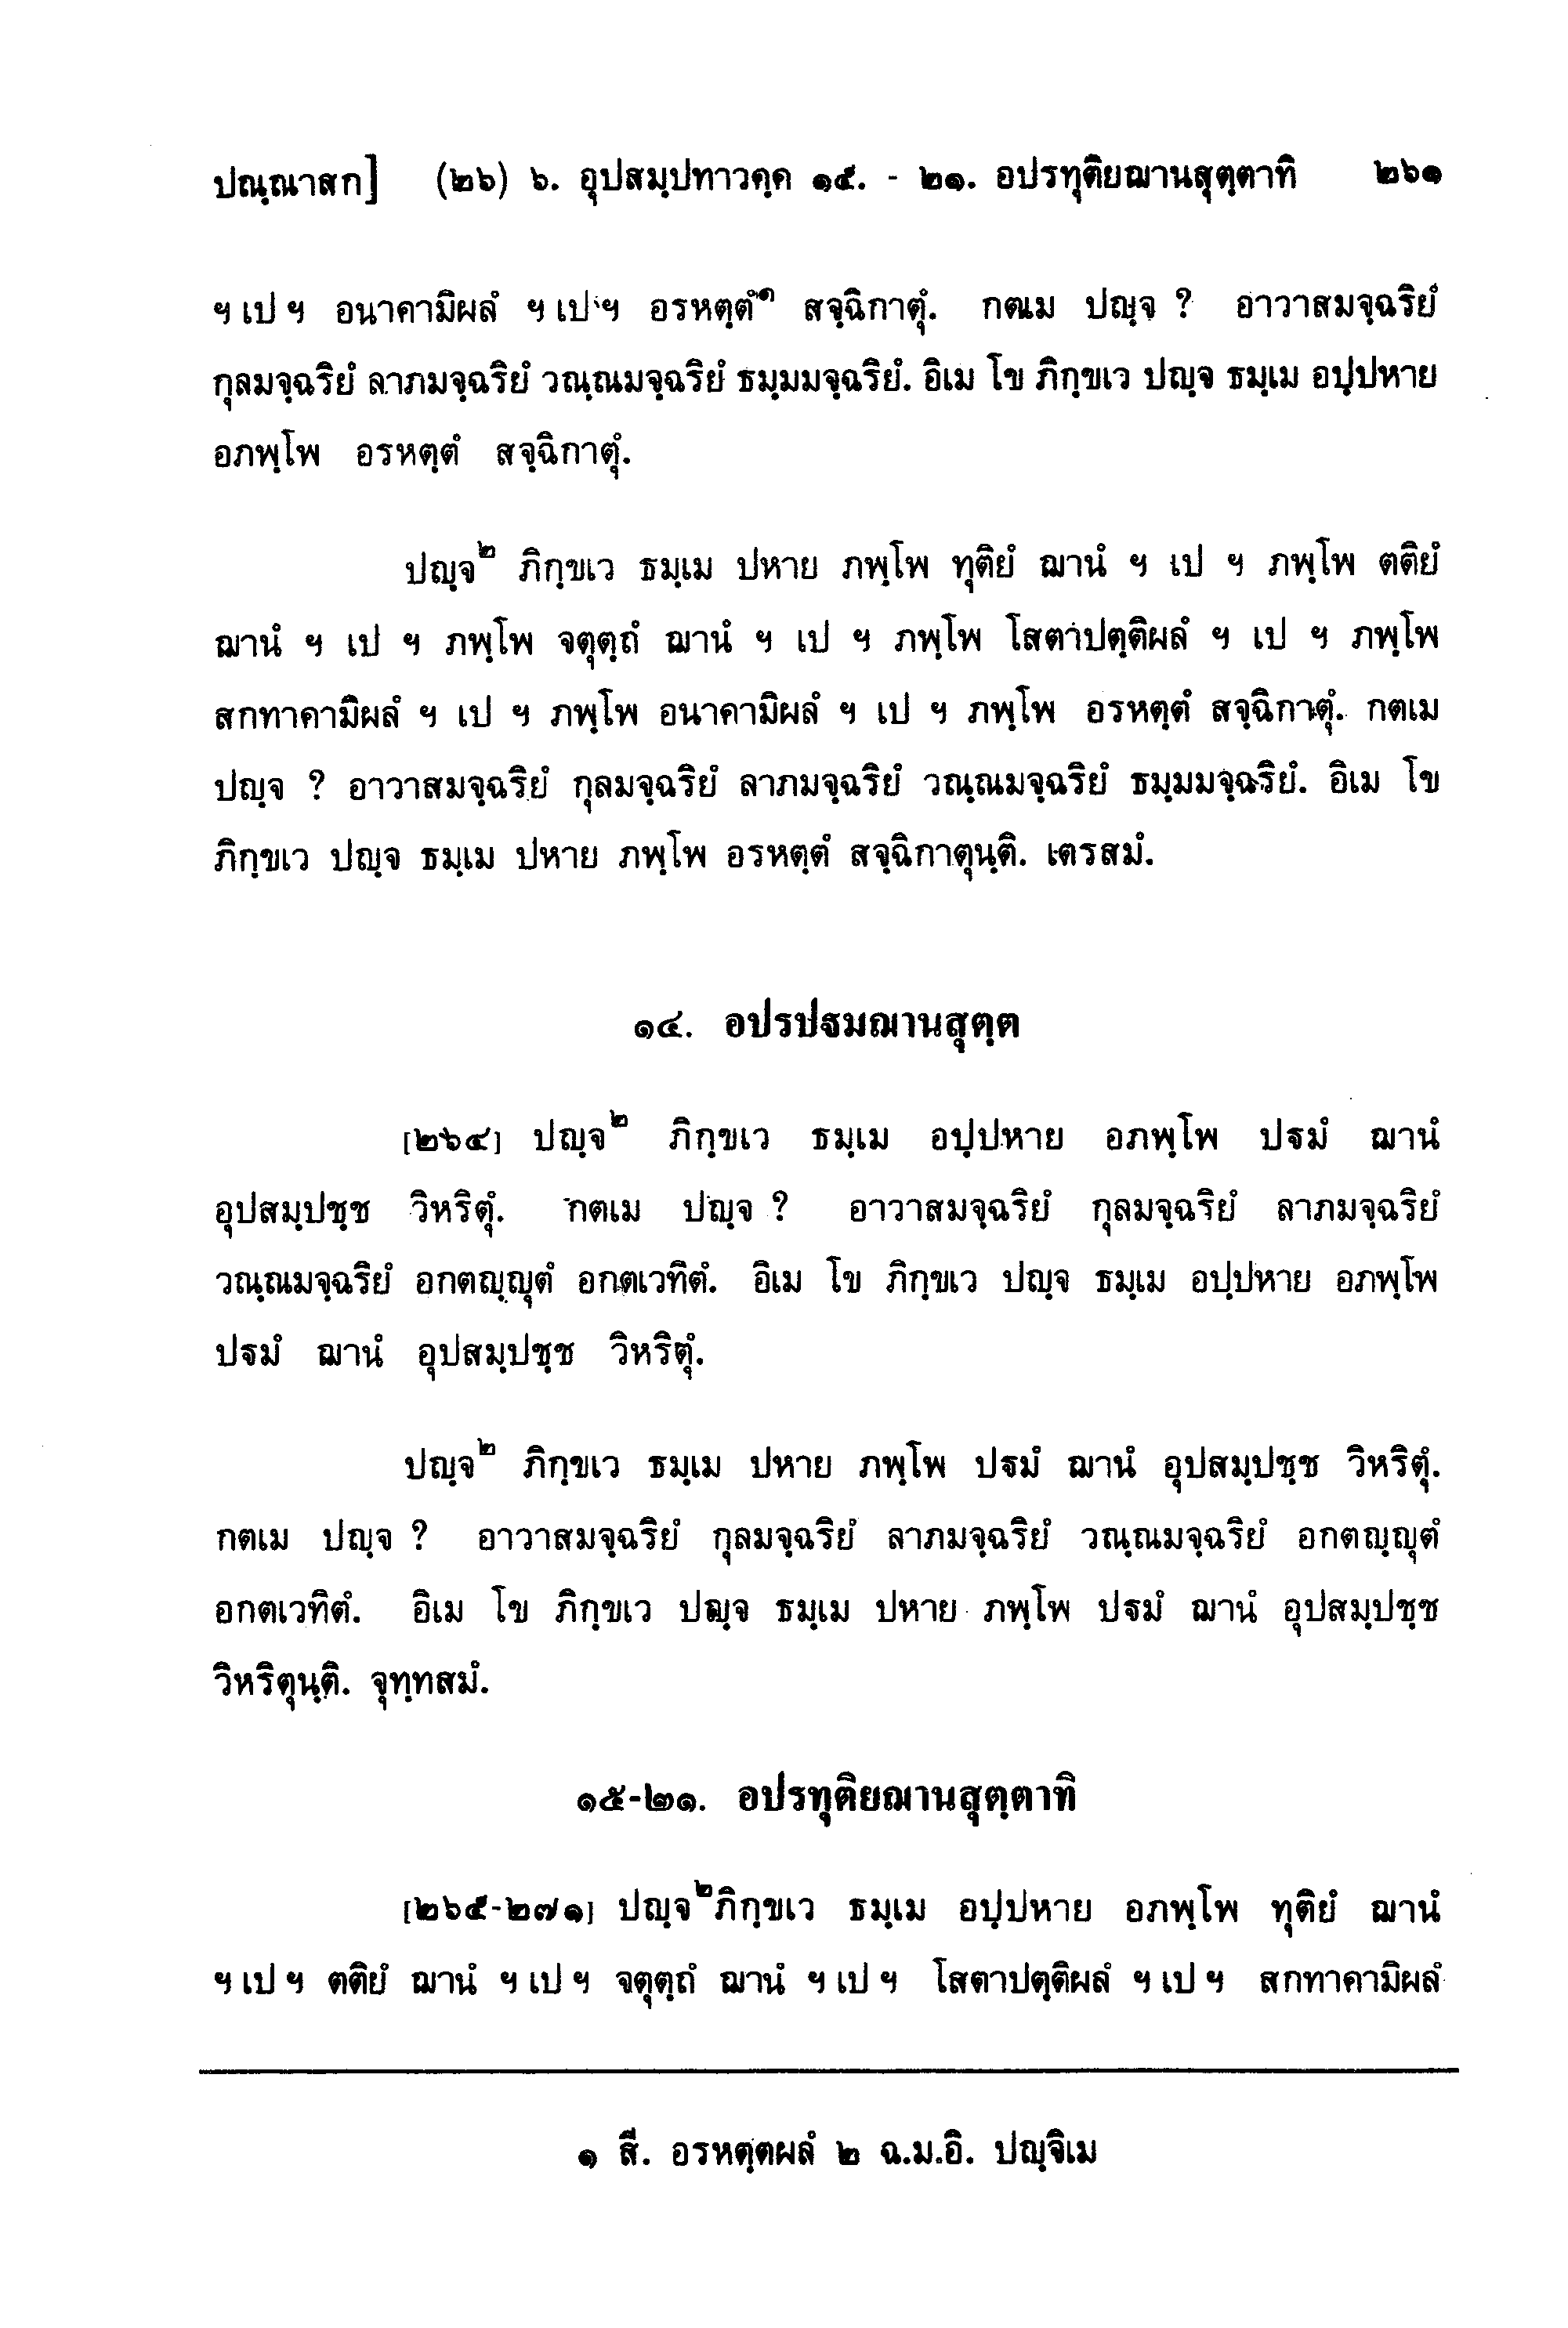 ปณฺณาสก] (๒๖) ๖. อุปสมฺปทาวคฺค ๑๕. - ๒๑. อปรทุติยฌานสุตฺตาทิ ๒๖๑
ฯ เป ฯ อนาคามิผลํ ฯ เป ฯ อรหตฺตํ๑ สจฺฉิกาตุํ. กตเม ปญฺจ ? อาวาสมจฺฉริยํ
กุลมจฺฉริยํ ลาภมจฺฉริยํ วณฺณมจฺฉริยํ ธมฺมมจฺฉริยํ. อิเม โข ภิกฺขเว ปญฺจ ธมฺเม อปฺปหาย
อภพฺโพ อรหตฺตํ สจฺฉิกาตุํ.
ปญฺจ๒ ภิกฺขเว ธมฺเม ปหาย ภพฺโพ ทุติยํ ฌานํ ฯ เป ฯ ภพฺโพ ตติยํ
ฌานํ ฯ เป ฯ ภพฺโพ จตุตฺถํ ฌานํ ฯ เป ฯ ภพฺโพ โสตาปตฺติผลํ ฯ เป ฯ ภพฺโพ
สกทาคามิผลํ ฯ เป ฯ ภพฺโพ อนาคามิผลํ ฯ เป ฯ ภพฺโพ อรหตฺตํ สจฺฉิกาตุํ. กตเม
ปญฺจ ? อาวาสมจฺฉริยํ กุลมจฺฉริยํ ลาภมจฺฉริยํ วณฺณมจฺฉริยํ ธมฺมมจฺฉริยํ. อิเม โข
ภิกฺขเว ปญฺจ ธมฺเม ปหาย ภพฺโพ อรหตฺตํ สจฺฉิกาตุนฺติ. เตรสมํ.
๑๔. อปรปฐมฌานสุตฺต
[๒๖๔] ปญฺจ๒ ภิกฺขเว ธมฺเม อปฺปหาย อภพฺโพ ปฐมํ ฌานํ
อุปสมฺปชฺช วิหริตุํ. กตเม ปญฺจ ? อาวาสมจฺฉริยํ กุลมจฺฉริยํ ลาภมจฺฉริยํ
วณฺณมจฺฉริยํ อกตญฺญุตํ อกตเวทิตํ. อิเม โข ภิกฺขเว ปญฺจ ธมฺเม อปฺปหาย อภพฺโพ
ปฐมํ ฌานํ อุปสมฺปชฺช วิหริตุํ.
ปญฺจ๒ ภิกฺขเว ธมฺเม ปหาย ภพฺโพ ปฐมํ ฌานํ อุปสมฺปชฺช วิหริตุํ.
กตเม ปญฺจ ? อาวาสมจฺฉริยํ กุลมจฺฉริยํ ลาภมจฺฉริยํ วณฺณมจฺฉริยํ อกตญฺญุตํ
อกตเวทิตํ. อิเม โข ภิกฺขเว ปญฺจ ธมฺเม ปหาย ภพฺโพ ปฐมํ ฌานํ อุปสมฺปชฺช
วิหริตุนฺติ. จุทฺทสมํ.
๑๕-๒๑. อปรทุติยฌานสุตฺตาทิ
[๒๖๕-๒๗๑] ปญฺจ๒ภิกฺขเว ธมฺเม อปฺปหาย อภพฺโพ ทุติยํ ฌานํ
ฯ เป ฯ ตติยํ ฌานํ ฯ เป ฯ จตุตฺถํ ฌานํ ฯ เป ฯ โสตาปตฺติผลํ ฯ เป ฯ สกทาคามิผลํ
๑ สี. อรหตฺตผลํ ๒ ฉ.ม.อิ. ปญฺจิเม